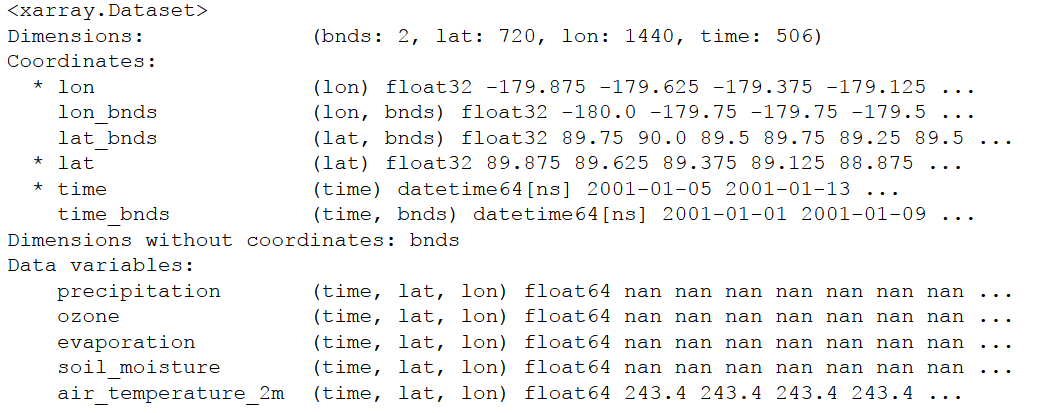 <xarray.Dataset>
Dimensions:             (bnds: 2, lat: 720, lon: 1440, time: 506)
Coordinates:
  * lon                 (lon) float32 -179.875 -179.625 -179.375 -179.125 ...
    lon_bnds            (lon, bnds) float32 -180.0 -179.75 -179.75 -179.5 ...
    lat_bnds            (lat, bnds) float32 89.75 90.0 89.5 89.75 89.25 89.5 ...
  * lat                 (lat) float32 89.875 89.625 89.375 89.125 88.875 ...
  * time                (time) datetime64[ns] 2001-01-05 2001-01-13 ...
    time_bnds           (time, bnds) datetime64[ns] 2001-01-01 2001-01-09 ...
Dimensions without coordinates: bnds
Data variables:
    precipitation       (time, lat, lon) float64 nan nan nan nan nan nan nan ...
    ozone               (time, lat, lon) float64 nan nan nan nan nan nan nan ...
    evaporation         (time, lat, lon) float64 nan nan nan nan nan nan nan ...
    soil_moisture       (time, lat, lon) float64 nan nan nan nan nan nan nan ...
    air_temperature_2m  (time, lat, lon) float64 243.4 243.4 243.4 243.4 ...